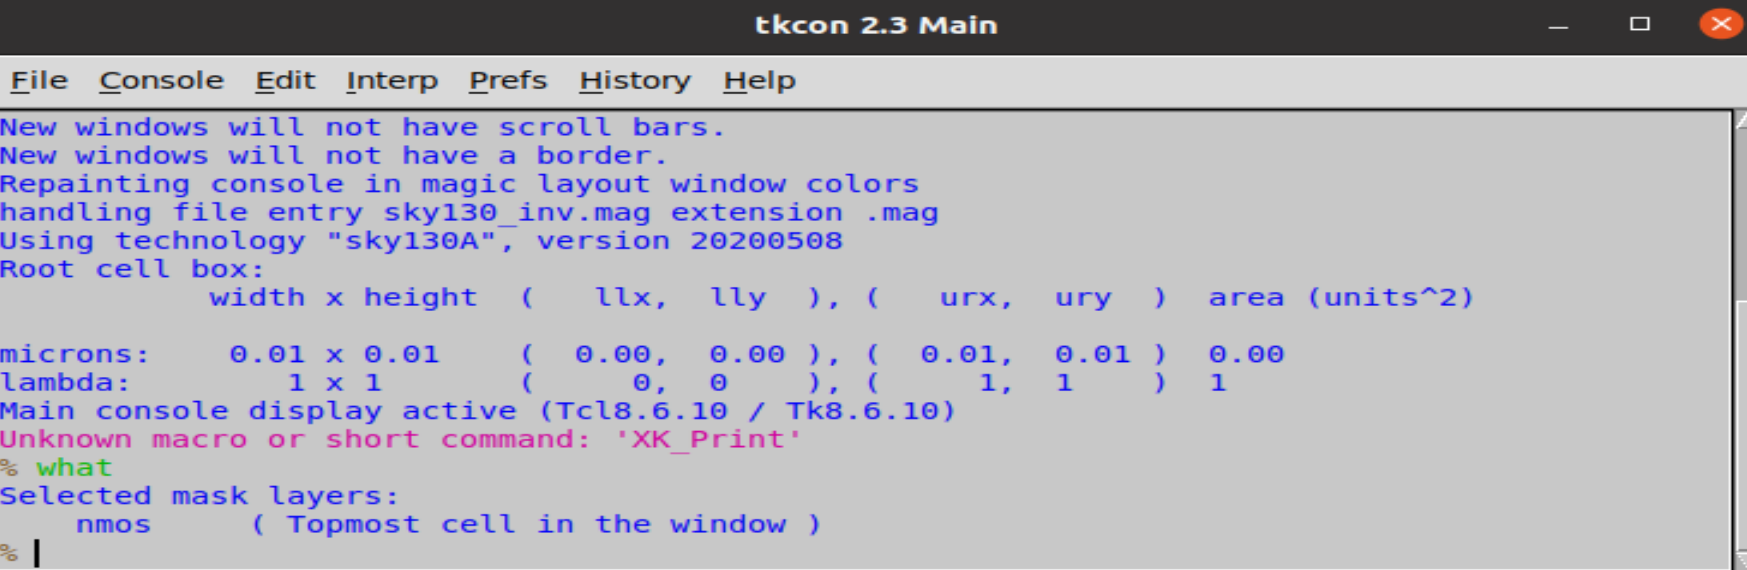 tkcon 2.3 Main
File Console Edit Interp Prefs History Help
New windows will not have scroll bars.
New windows will not have a border.
Repainting console in magic layout window colors
handling file entry sky130_inv.mag extension .mag
Using technology "sky130A", version 20200508
Root cell box:
width x height ( llx, lly ), ( urx, ury ) area (units^2)
microns: 0.01 x 0.01 ( 0.00, 0.00 ), ( 0.01, 0.01 ) 0.00
lambda: 1 x 1 ( 0, 0 ), ( 1, 1 ) 1
Main console display active (Tcl8.6.10 / Tk8.6.10)
Unknown macro or short command: 'XK_Print'
% what
Selected mask layers:
nmos ( Topmost cell in the window )
%